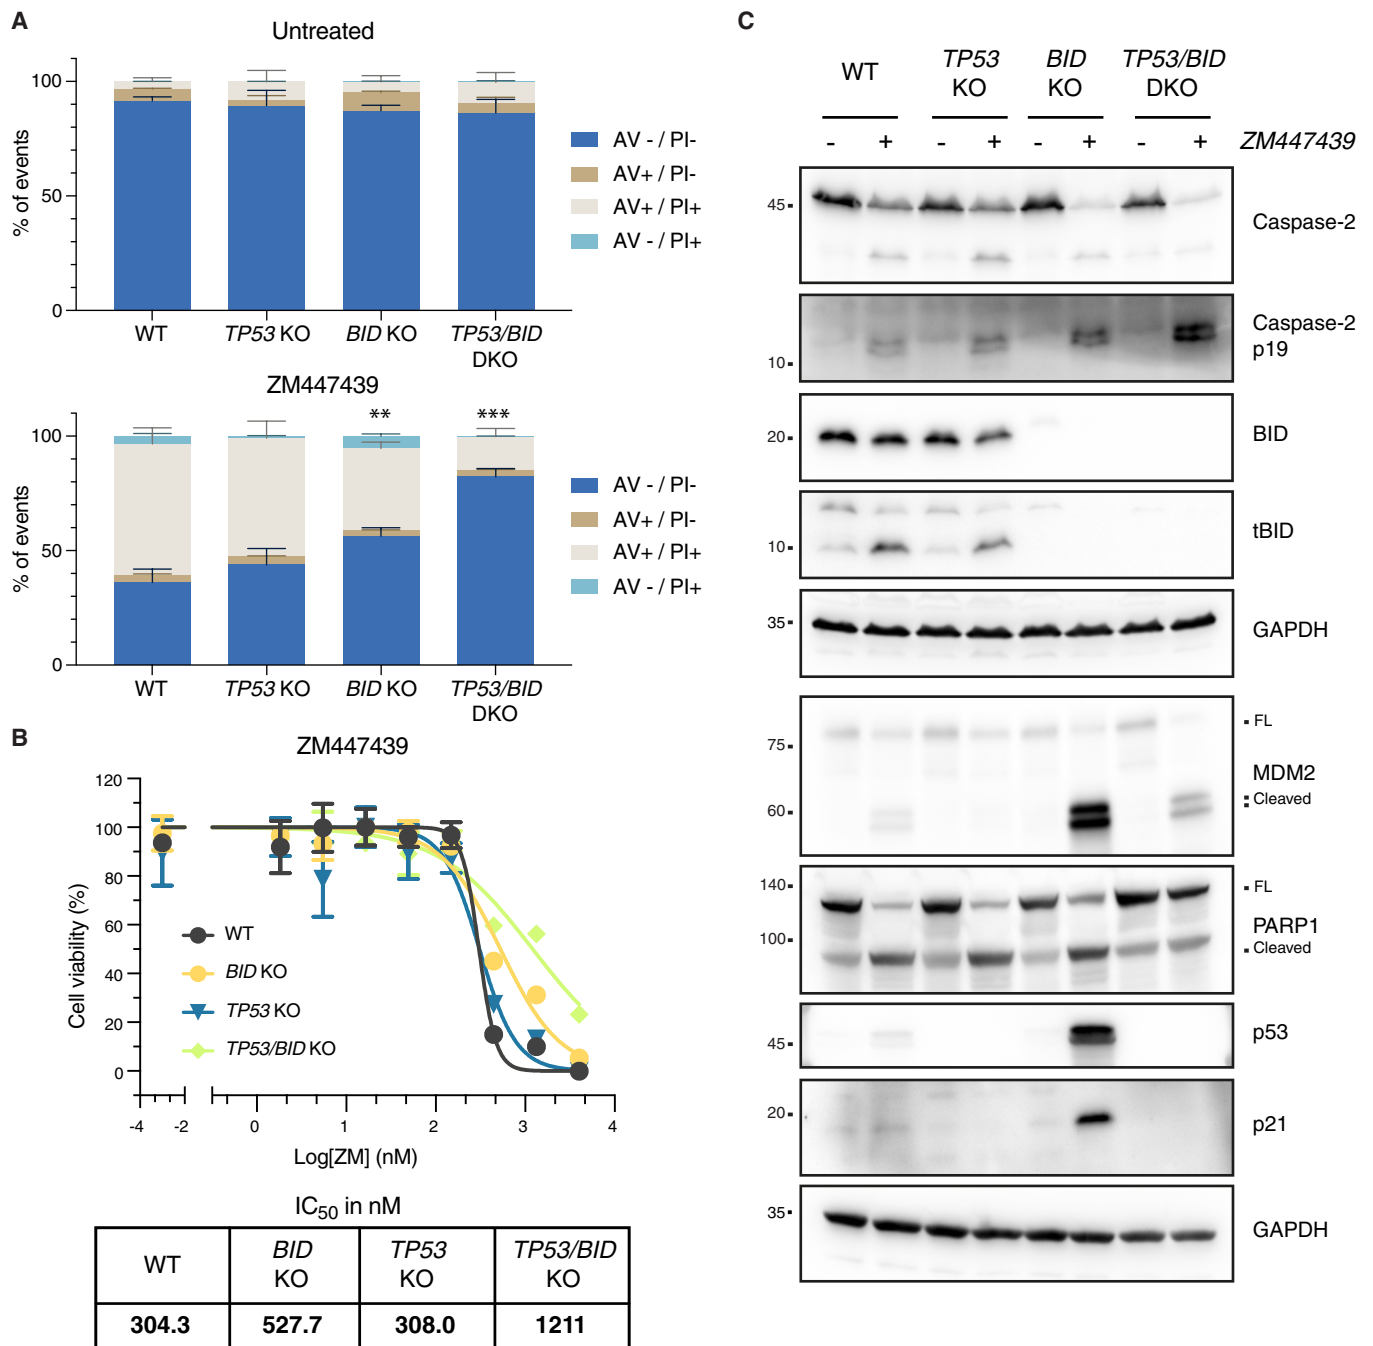 A
Untreated
100
50
0
% of events
WT
TP53 KO
BID KO
TP53/BID
DKO
AV - / PI-
AV+ / PI-
AV+ / PI+
AV - / PI+
ZM447439
**
***
100
50
0
% of events
WT
TP53 KO
BID KO
TP53/BID
DKO
AV - / PI-
AV+ / PI-
AV+ / PI+
AV - / PI+
B
ZM447439
120
100
80
60
40
20
0
Cell viability (%)
WT
BID KO
TP53 KO
TP53/BID KO
-4 -2 0 1 2 3 4
Log[ZM] (nM)
IC50 in nM
WT
BID
KO
TP53
KO
TP53/BID
KO
304.3 527.7 308.0 1211
C
WT
TP53
KO
BID
KO
TP53/BID
DKO
- + - + - + - + ZM447439
45
Caspase-2
Caspase-2
p19
10
20
BID
10
tBID
35
GAPDH
FL
75
MDM2
Cleaved
60
140
FL
PARP1
100
Cleaved
p53
45
20
p21
35
GAPDH